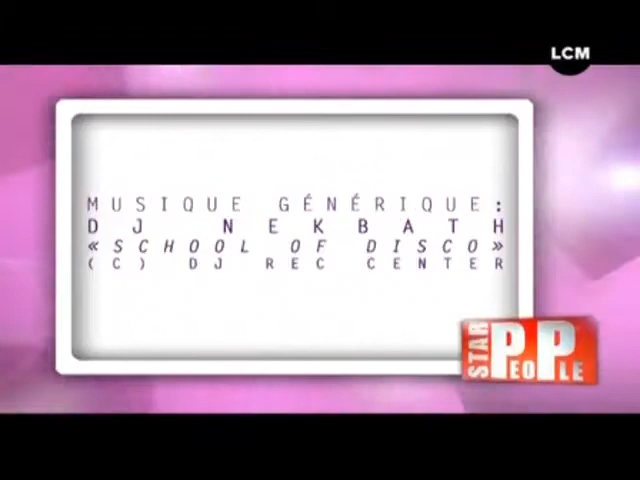 LCM
MUSIQUE GÉNÉRIQUE:
DJ NEKBATH
«SCHOOL OF DISCO»
(C) DJ REC CENTER
STAR PEOPLE